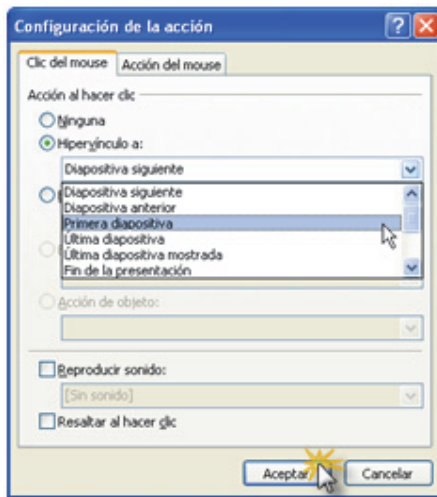 Configuración de la acción
Clic del mouse
Acción del mouse
Acción al hacer clic
Ninguna
Hipervínculo a:
Diapositiva siguiente
Diapositiva siguiente
Diapositiva anterior
Primera diapositiva
Última diapositiva
Última diapositiva mostrada
Fin de la presentación
Acción de objeto:
Reproducir sonido:
[Sin sonido]
Resaltar al hacer clic
Aceptar
Cancelar